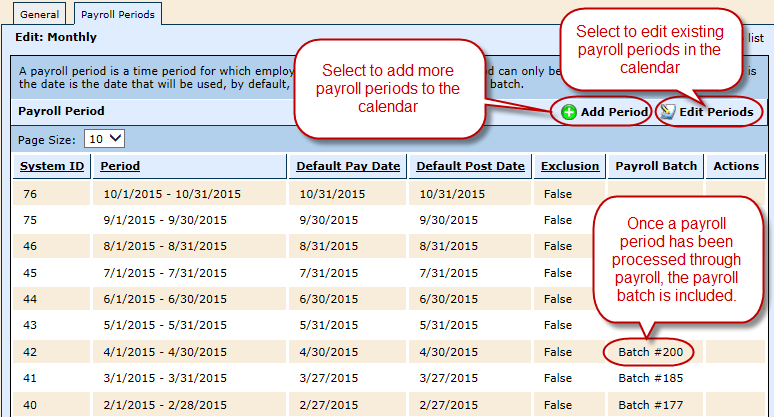 General
Payroll Periods
Edit: Monthly
list
Select to add more
payroll periods to the
calendar
Select to edit existing
payroll periods in the
calendar
A payroll period is a time period for which employ
can only be
is
the date is the date that will be used, by default,
batch.
Payroll Period
Add Period
Edit Periods
Page Size: 10
System ID Period Default Pay Date Default Post Date Exclusion Payroll Batch Actions
76 10/1/2015 - 10/31/2015 10/31/2015 10/31/2015 False
75 9/1/2015 - 9/30/2015 9/30/2015 9/30/2015 False
46 8/1/2015 - 8/31/2015 8/31/2015 8/31/2015 False
45 7/1/2015 - 7/31/2015 7/31/2015 7/31/2015 False
44 6/1/2015 - 6/30/2015 6/30/2015 6/30/2015 False
43 5/1/2015 - 5/31/2015 5/31/2015 5/31/2015 False
42 4/1/2015 - 4/30/2015 4/30/2015 4/30/2015 False Batch #200
41 3/1/2015 - 3/31/2015 3/27/2015 3/27/2015 False Batch #185
40 2/1/2015 - 2/28/2015 2/27/2015 2/27/2015 False Batch #177
Once a payroll
period has been
processed through
payroll, the payroll
batch is included.